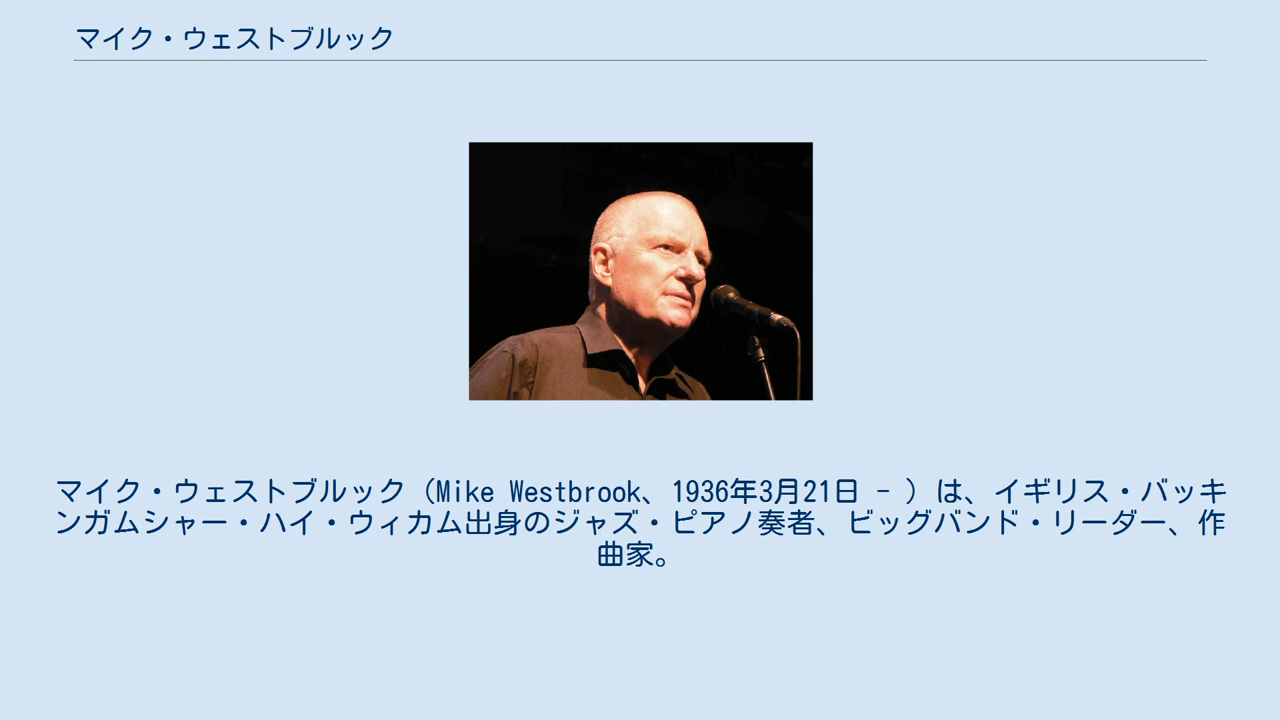 マイク・ウェストブルック
マイク・ウェストブルック（Mike Westbrook、1936年3月21日 - ）は、イギリス・バッキ
ンガムシャー・ハイ・ウィカム出身のジャズ・ピアノ奏者、ビッグバンド・リーダー、作
曲家。